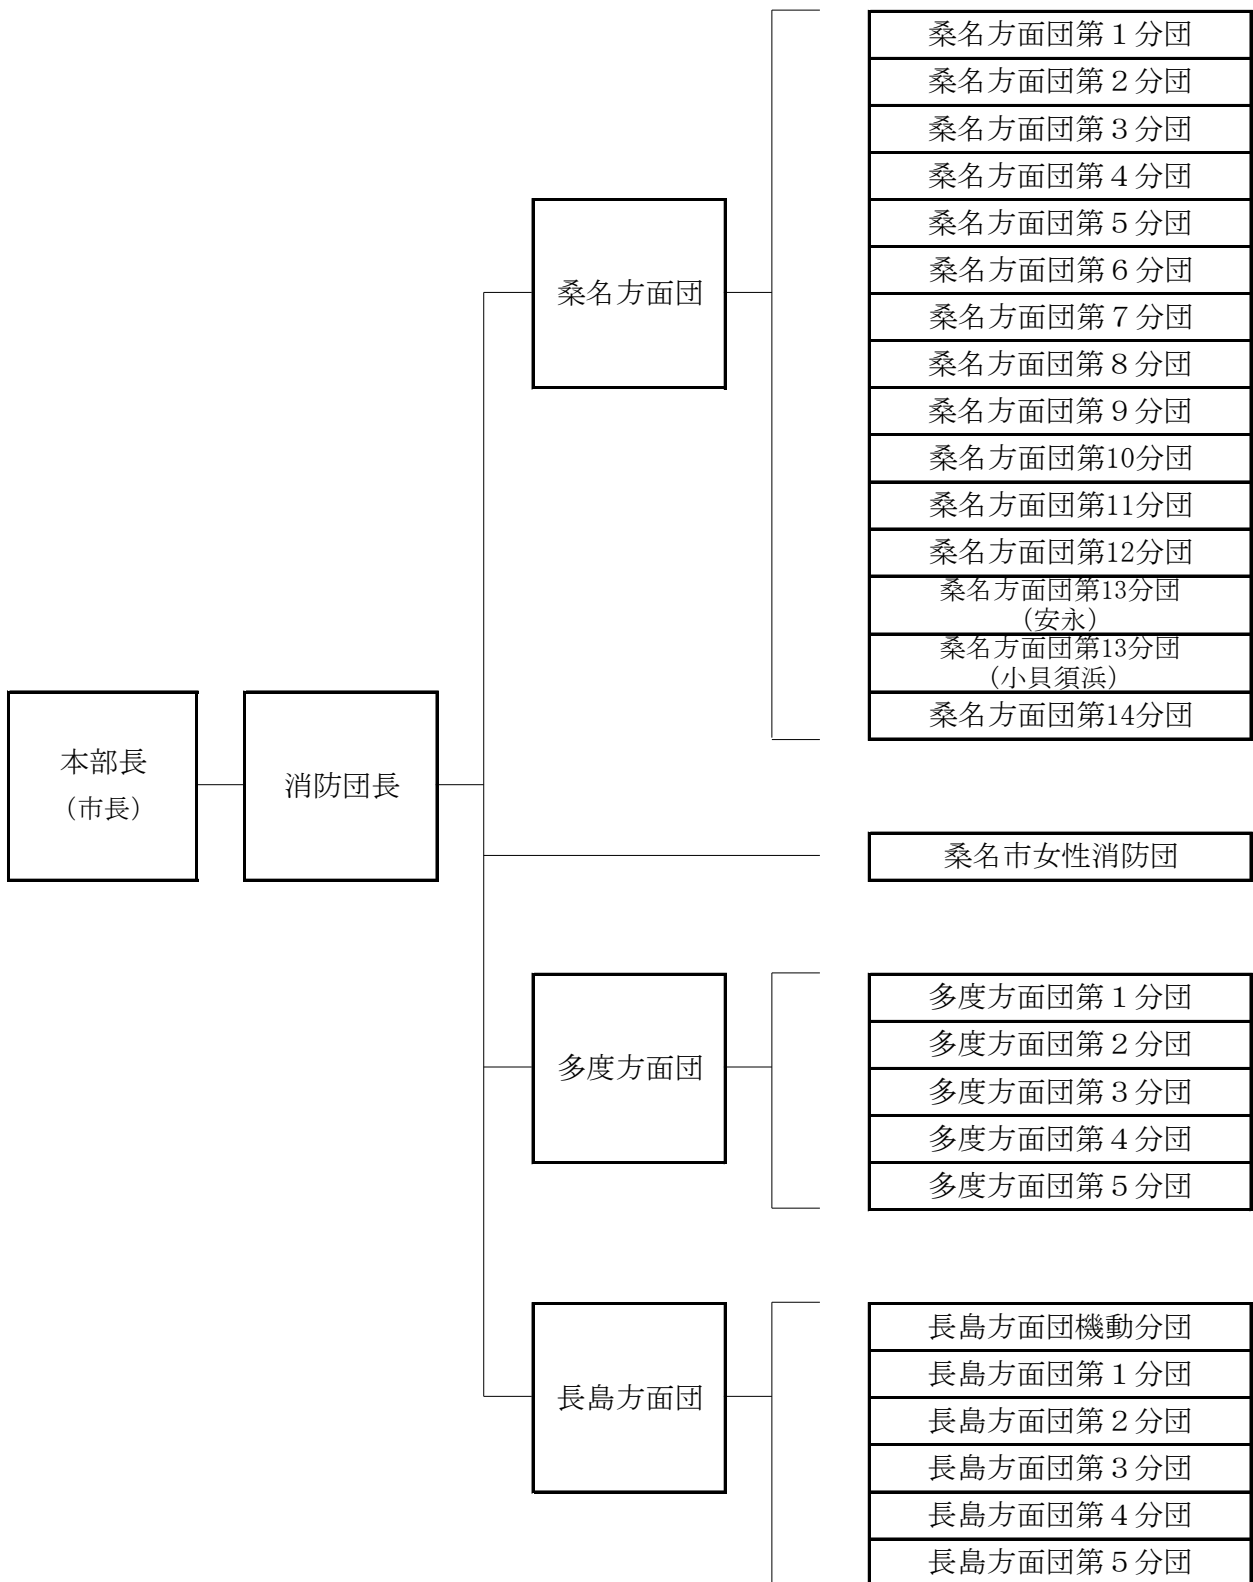 本部長
（市長）
消防団長
桑名方面団
桑名方面団第１分団
桑名方面団第２分団
桑名方面団第３分団
桑名方面団第４分団
桑名方面団第５分団
桑名方面団第６分団
桑名方面団第７分団
桑名方面団第８分団
桑名方面団第９分団
桑名方面団第10分団
桑名方面団第11分団
桑名方面団第12分団
桑名方面団第13分団
（安永）
桑名方面団第13分団
（小貝須浜）
桑名方面団第14分団
桑名市女性消防団
多度方面団
多度方面団第１分団
多度方面団第２分団
多度方面団第３分団
多度方面団第４分団
多度方面団第５分団
長島方面団
長島方面団機動分団
長島方面団第１分団
長島方面団第２分団
長島方面団第３分団
長島方面団第４分団
長島方面団第５分団